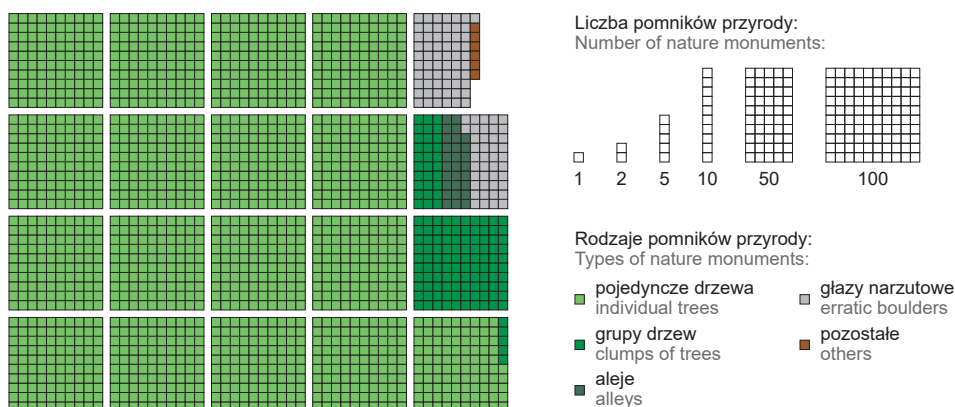 Liczba pomników przyrody:
Number of nature monuments:
1 2 5 10 50 100
Rodzaje pomników przyrody:
Types of nature monuments:
pojedyncze drzewa
individual trees
grupy drzew
clumps of trees
aleje
alleys
głazy narzutowe
erratic boulders
pozostałe
others